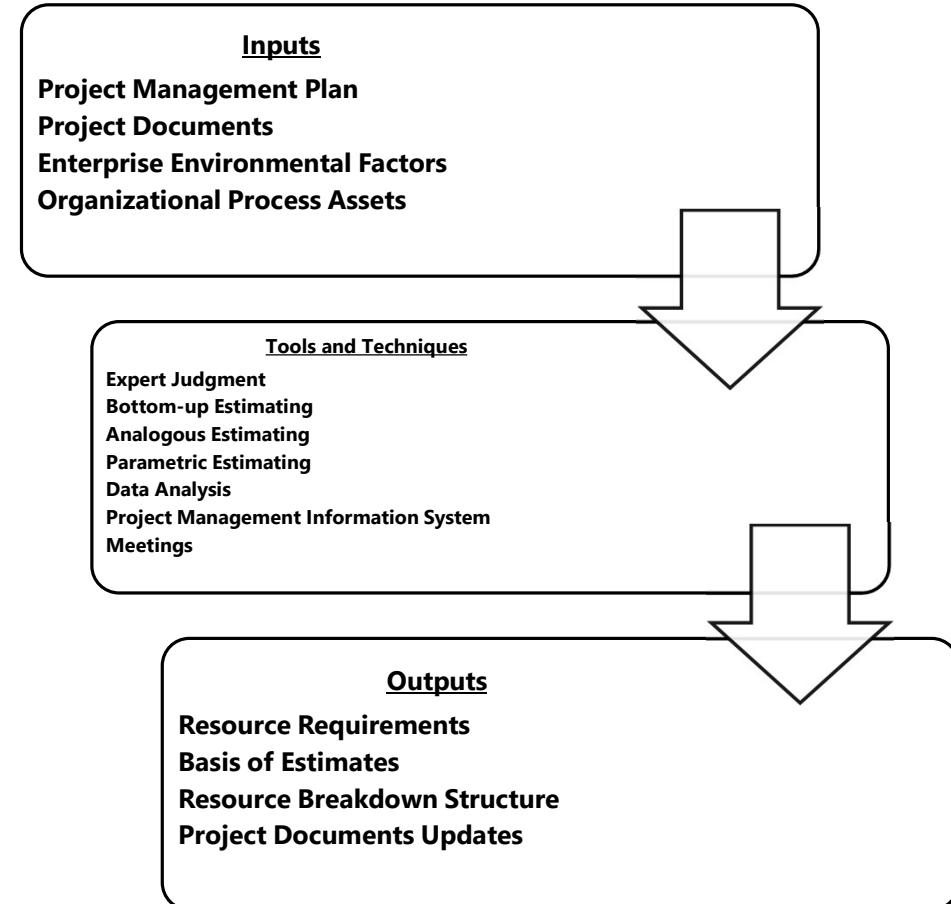 Inputs
Project Management Plan
Project Documents
Enterprise Environmental Factors
Organizational Process Assets
Tools and Techniques
Expert Judgment
Bottom-up Estimating
Analogous Estimating
Parametric Estimating
Data Analysis
Project Management Information System
Meetings
Outputs
Resource Requirements
Basis of Estimates
Resource Breakdown Structure
Project Documents Updates